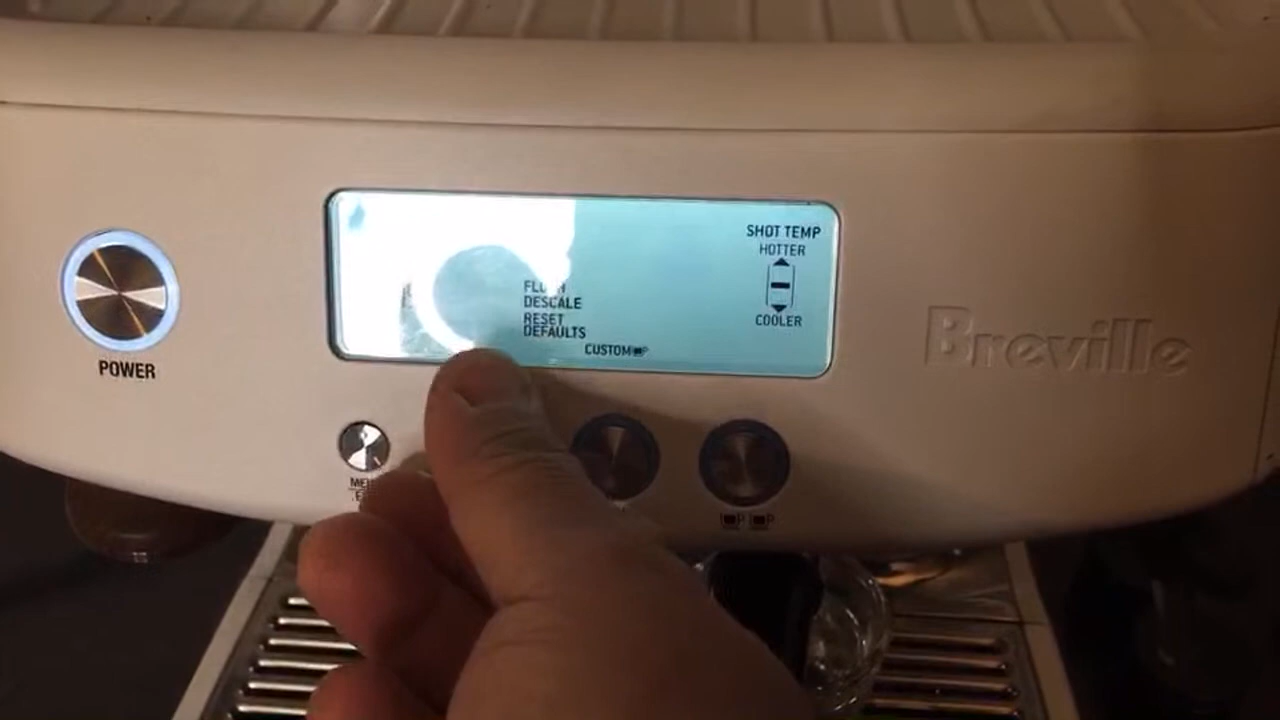 SHOT TEMP
HOTTER
COOLER
DESCALE
RESET
DEFAULTS
CUSTOM
Breville
POWER